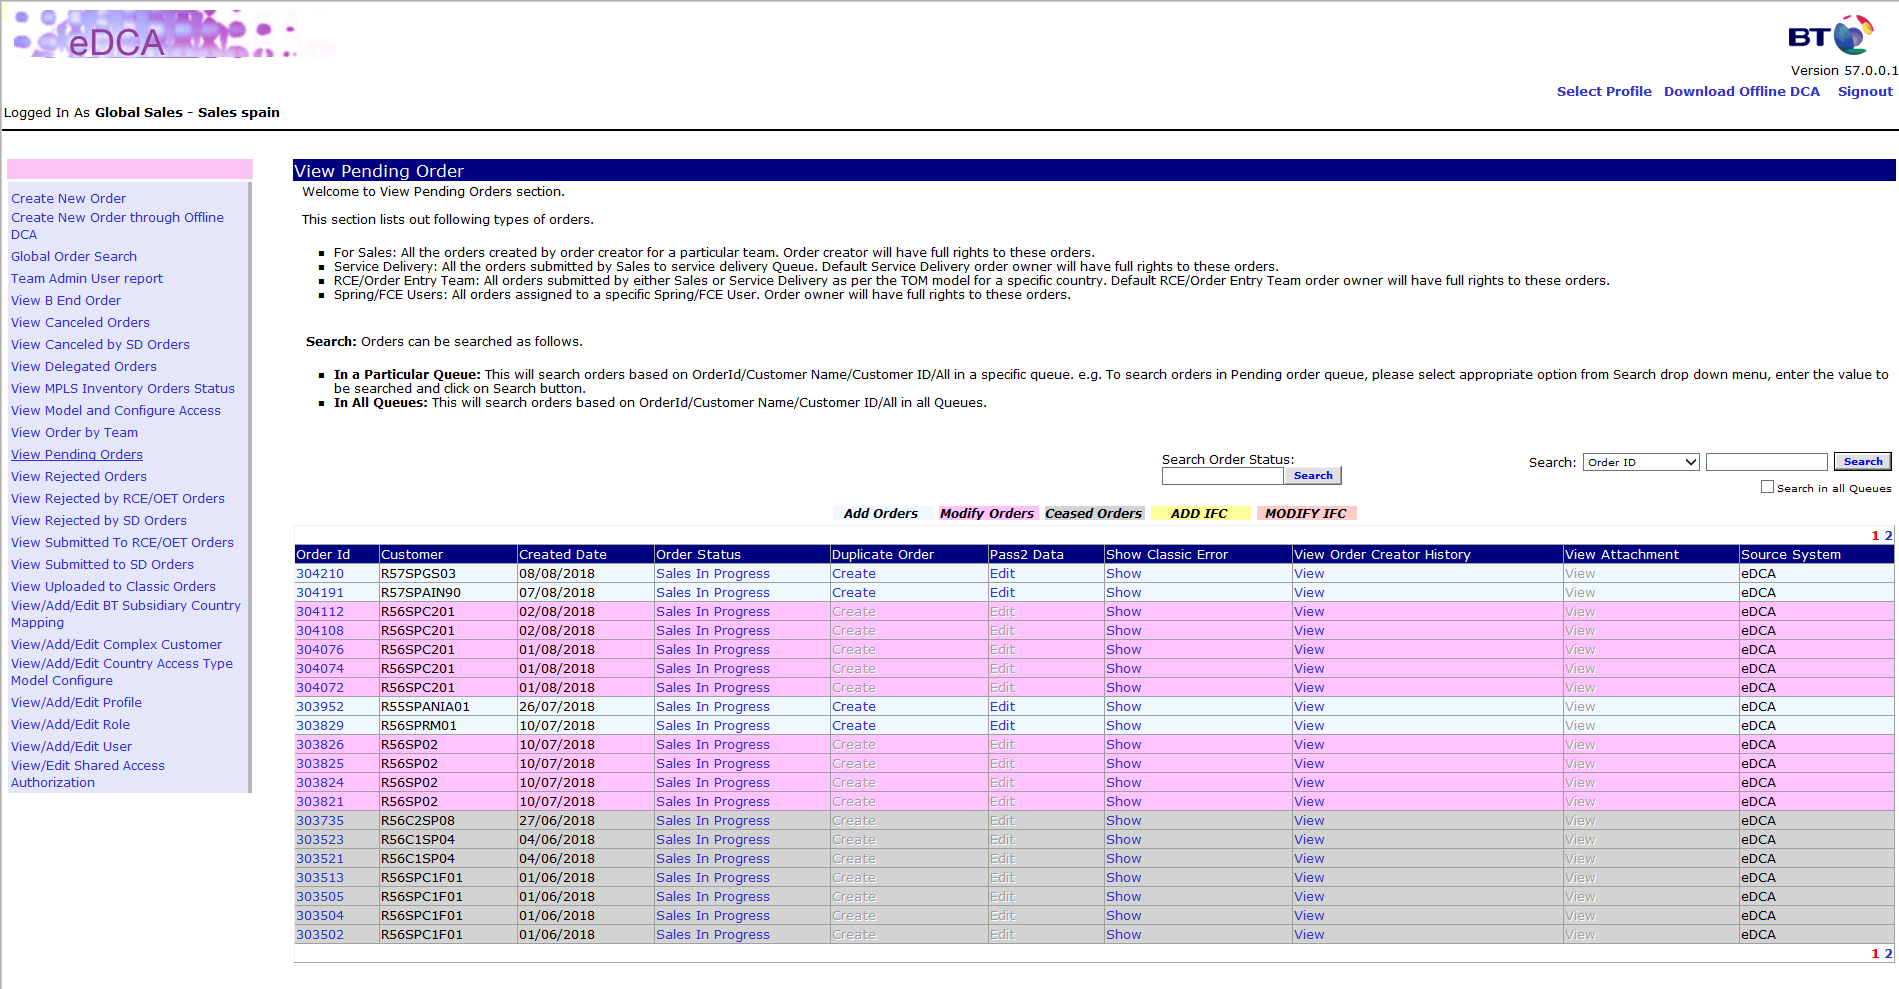 eDCA
BT
Version 57.0.0.1
Select Profile Download Offline DCA Signout
Logged In As Global Sales - Sales spain
Create New Order
Create New Order through Offline
DCA
Global Order Search
Team Admin User report
View B End Order
View Canceled Orders
View Canceled by SD Orders
View Delegated Orders
View MPLS Inventory Orders Status
View Model and Configure Access
View Order by Team
View Pending Orders
View Rejected Orders
View Rejected by RCE/OET Orders
View Rejected by SD Orders
View Submitted To RCE/OET Orders
View Submitted to SD Orders
View Uploaded to Classic Orders
View/Add/Edit BT Subsidiary Country
Mapping
View/Add/Edit Complex Customer
View/Add/Edit Country Access Type
Model Configure
View/Add/Edit Profile
View/Add/Edit Role
View/Add/Edit User
View/Edit Shared Access
Authorization
View Pending Order
Welcome to View Pending Orders section.
This section lists out following types of orders.
▪ For Sales: All the orders created by order creator for a particular team. Order creator will have full rights to these orders.
▪ Service Delivery: All the orders submitted by Sales to service delivery Queue. Default Service Delivery order owner will have full rights to these orders.
▪ RCE/Order Entry Team: All orders submitted by either Sales or Service Delivery as per the TOM model for a specific country. Default RCE/Order Entry Team order owner will have full rights to these orders.
▪ Spring/FCE Users: All orders assigned to a specific Spring/FCE User. Order owner will have full rights to these orders.
Search: Orders can be searched as follows.
▪ In a Particular Queue: This will search orders based on OrderId/Customer Name/Customer ID/All in a specific queue. e.g. To search orders in Pending order queue, please select appropriate option from Search drop down menu, enter the value to
be searched and click on Search button.
▪ In All Queues: This will search orders based on OrderId/Customer Name/Customer ID/All in all Queues.
Search Order Status:
Search
Search: Order ID Search
Search in all Queues
Add Orders Modify Orders Ceased Orders ADD IFC MODIFY IFC
1 2
Order Id Customer Created Date Order Status Duplicate Order Pass2 Data Show Classic Error View Order Creator History View Attachment Source System
304210 R57SPGS03 08/08/2018 Sales In Progress Create Edit Show View View eDCA
304191 R57SPAIN90 07/08/2018 Sales In Progress Create Edit Show View View eDCA
304112 R56SPC201 02/08/2018 Sales In Progress Create Edit Show View View eDCA
304108 R56SPC201 02/08/2018 Sales In Progress Create Edit Show View View eDCA
304076 R56SPC201 01/08/2018 Sales In Progress Create Edit Show View View eDCA
304074 R56SPC201 01/08/2018 Sales In Progress Create Edit Show View View eDCA
304072 R56SPC201 01/08/2018 Sales In Progress Create Edit Show View View eDCA
303952 R55SPANIA01 26/07/2018 Sales In Progress Create Edit Show View View eDCA
303829 R56SPRM01 10/07/2018 Sales In Progress Create Edit Show View View eDCA
303826 R56SP02 10/07/2018 Sales In Progress Create Edit Show View View eDCA
303825 R56SP02 10/07/2018 Sales In Progress Create Edit Show View View eDCA
303824 R56SP02 10/07/2018 Sales In Progress Create Edit Show View View eDCA
303821 R56SP02 10/07/2018 Sales In Progress Create Edit Show View View eDCA
303735 R56C2SP08 27/06/2018 Sales In Progress Create Edit Show View View eDCA
303523 R56C1SP04 04/06/2018 Sales In Progress Create Edit Show View View eDCA
303521 R56C1SP04 04/06/2018 Sales In Progress Create Edit Show View View eDCA
303513 R56SPC1F01 01/06/2018 Sales In Progress Create Edit Show View View eDCA
303505 R56SPC1F01 01/06/2018 Sales In Progress Create Edit Show View View eDCA
303504 R56SPC1F01 01/06/2018 Sales In Progress Create Edit Show View View eDCA
303502 R56SPC1F01 01/06/2018 Sales In Progress Create Edit Show View View eDCA
1 2